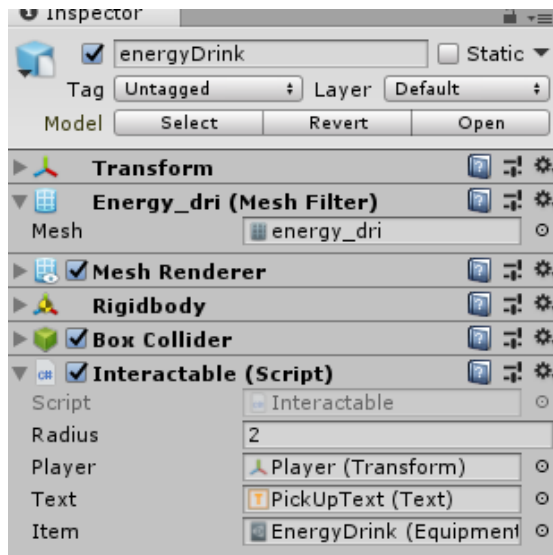 Inspector
energyDrink Static
Tag Untagged Layer Default
Model Select Revert Open
Transform
Energy_dri (Mesh Filter)
Mesh energy_dri
Mesh Renderer
Rigidbody
Box Collider
C# Interactable (Script)
Script Interactable
Radius 2
Player Player (Transform)
Text T PickUpText (Text)
Item EnergyDrink (Equipment